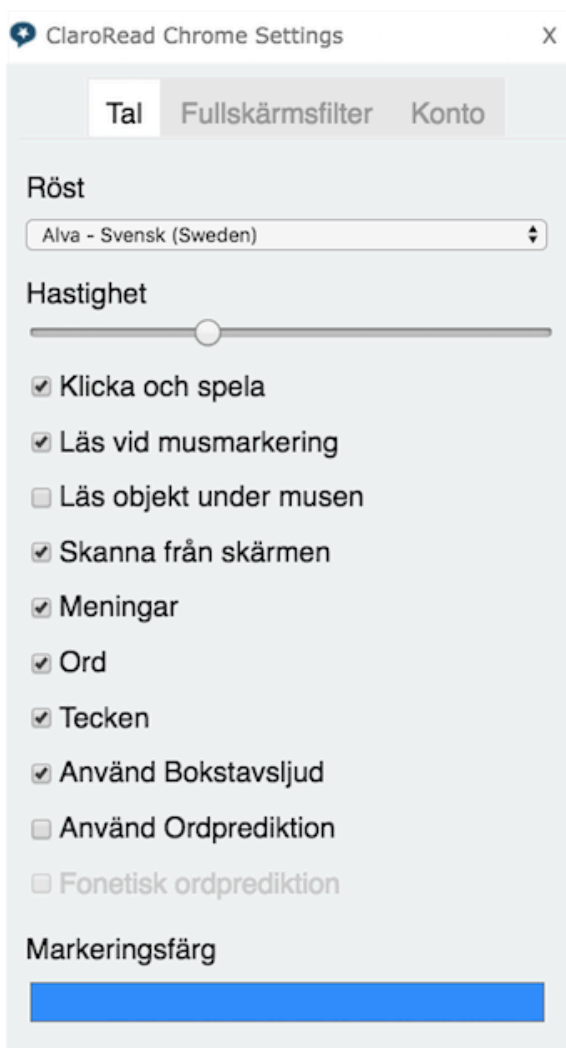 ClaroRead Chrome Settings X
Tal Fullskärmsfilter Konto
Röst
Alva - Svensk (Sweden)
Hastighet
Klicka och spela
Läs vid musmarkering
Läs objekt under musen
Skanna från skärmen
Meningar
Ord
Tecken
Använd Bokstavsljud
Använd Ordprediktion
Fonetisk ordprediktion
Markeringsfärg